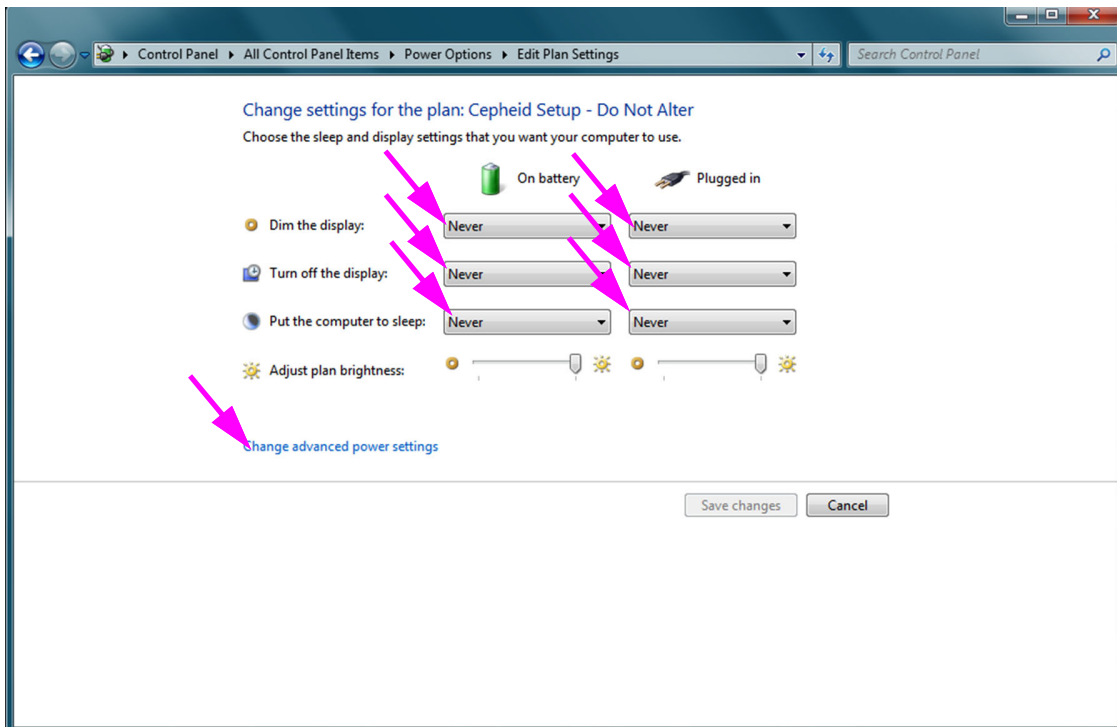 Control Panel ▸ All Control Panel Items ▸ Power Options ▸ Edit Plan Settings
Search Control Panel
Change settings for the plan: Cepheid Setup - Do Not Alter
Choose the sleep and display settings that you want your computer to use.
On battery Plugged in
Dim the display: Never Never
Turn off the display: Never Never
Put the computer to sleep: Never Never
Adjust plan brightness:
Change advanced power settings
Save changes Cancel